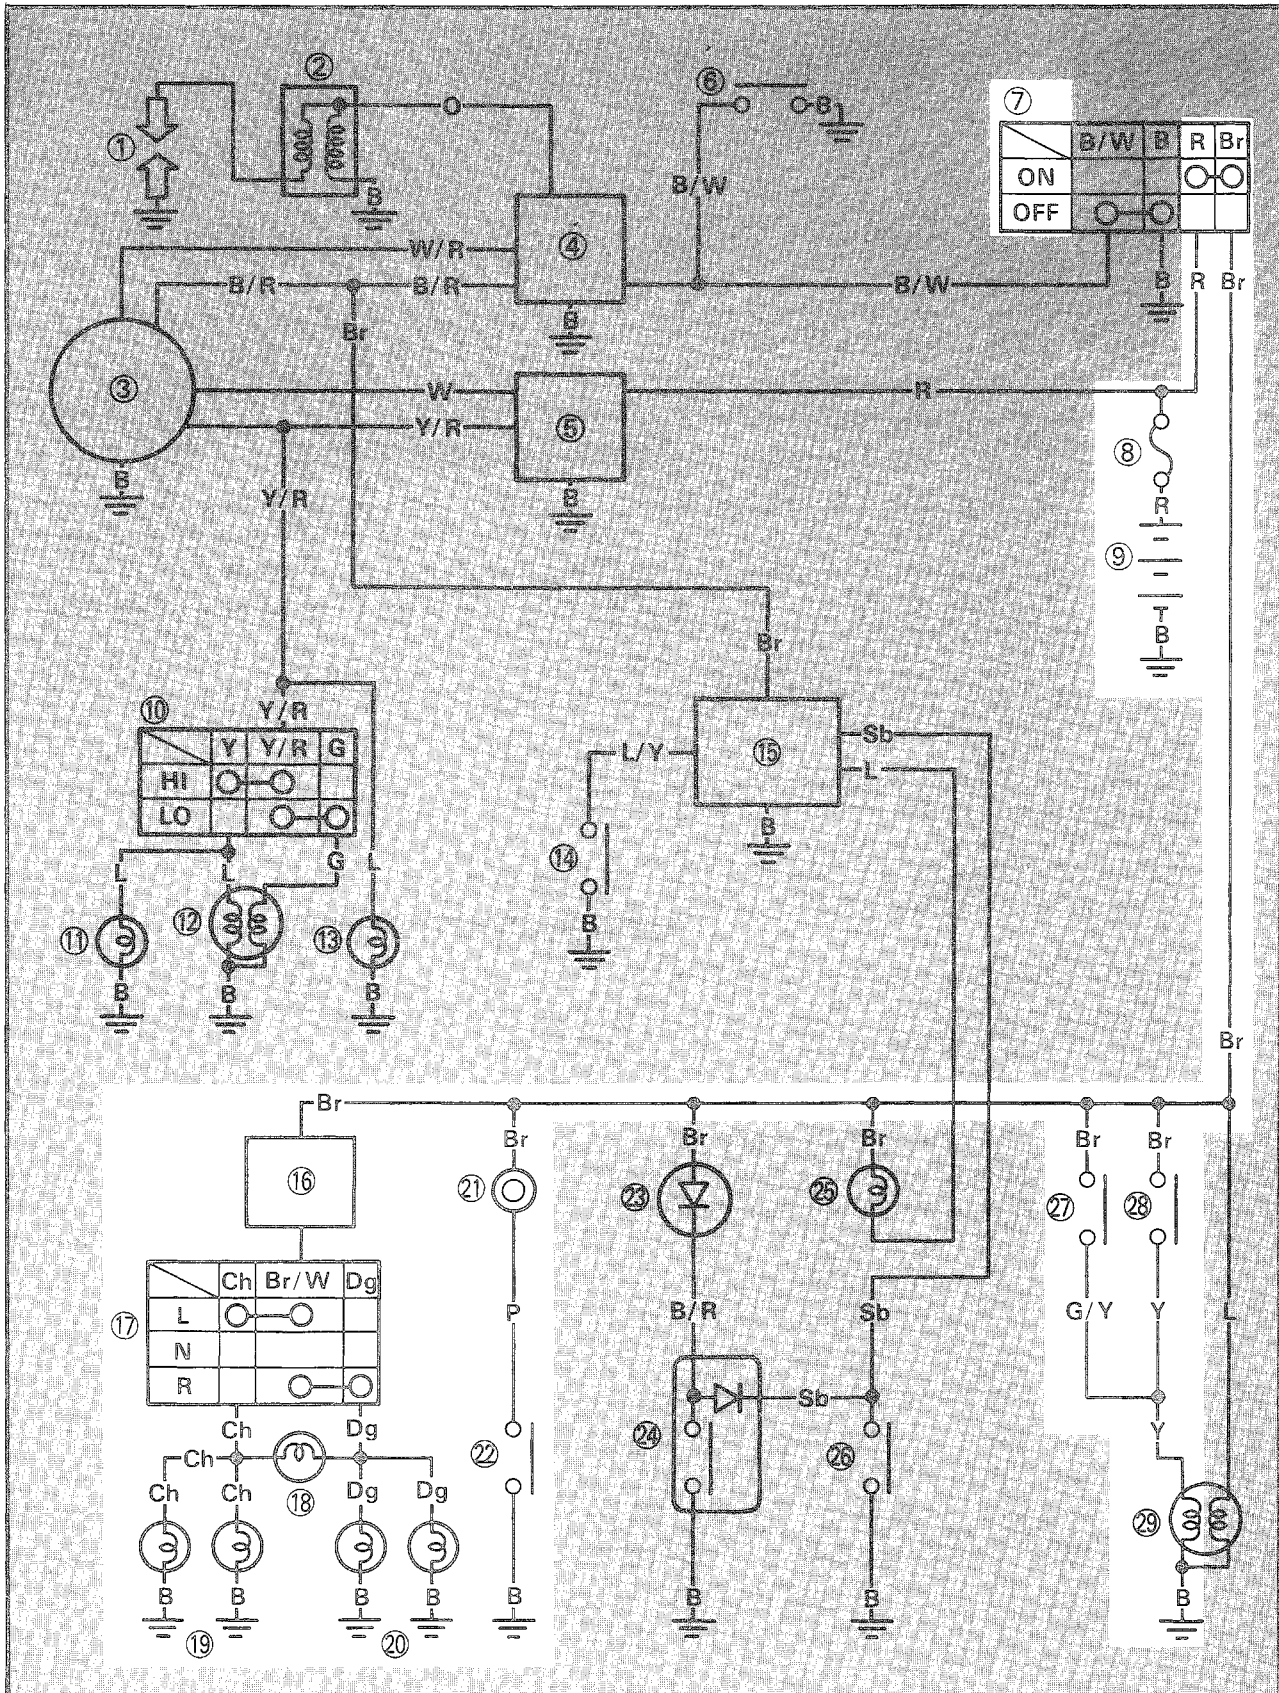 ②
⑥
⑦
O
B
①
B/W B R Br
ON
OFF
B/W
B
④
W/R
B/R B/R
B/W
B R Br
B
Br
③
W
⑤
R
Y/R
⑧
B
Y/R
B
R
⑨
B
Br
⑩
Y/R
Y Y/R G
HI
LO
L/Y
⑮
Sb
L
B
L L G L
⑭
⑪
⑫
⑬
B
B B B
Br
Br
Br Br Br Br Br
⑯
㉑
㉓
㉕
㉗
㉘
⑰
Ch Br/W Dg
L
N
R
P
B/R
Sb
G/Y Y L
Sb
Ch Dg
Ch
⑱
㉒
㉔
㉖
Y
Ch Ch Dg Dg
㉙
B B B B B B B B
⑲
⑳